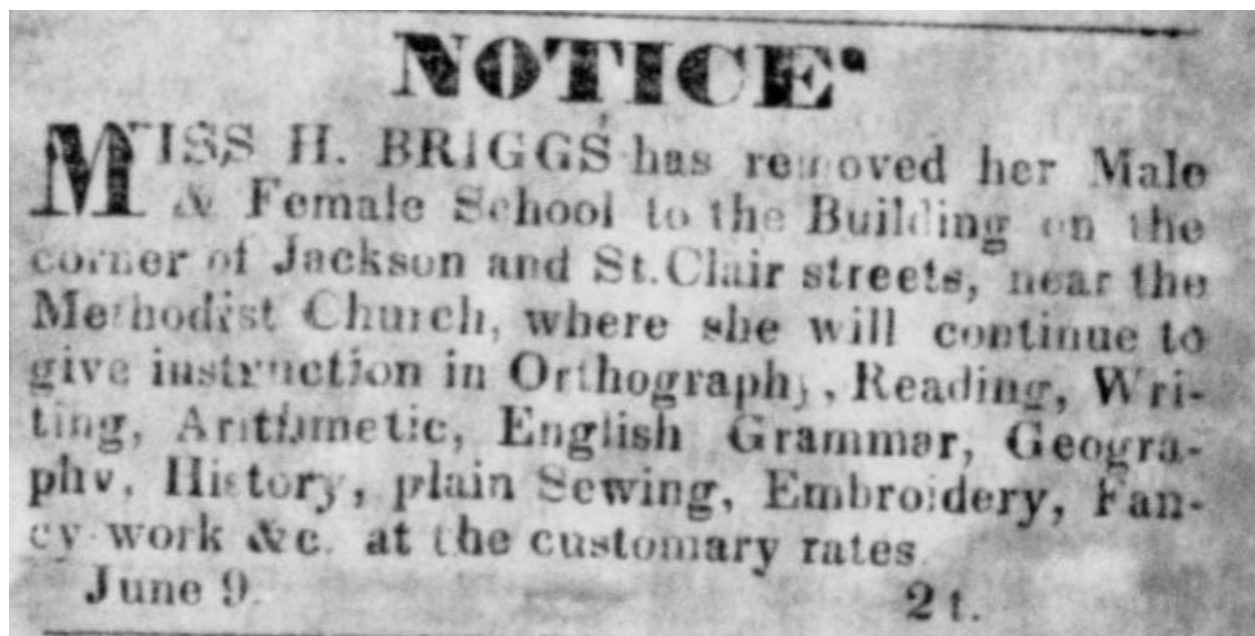 NOTICE.
MISS H. BRIGGS has removed her Male
& Female School to the Building on the
corner of Jackson and St.Clair streets, near the
Methodist Church, where she will continue to
give instruction in Orthography, Reading, Wri-
ting, Arithmetic, English Grammar, Geogra-
phy, History, plain Sewing, Embroidery, Fan-
cy work &c. at the customary rates.
June 9. 2t.